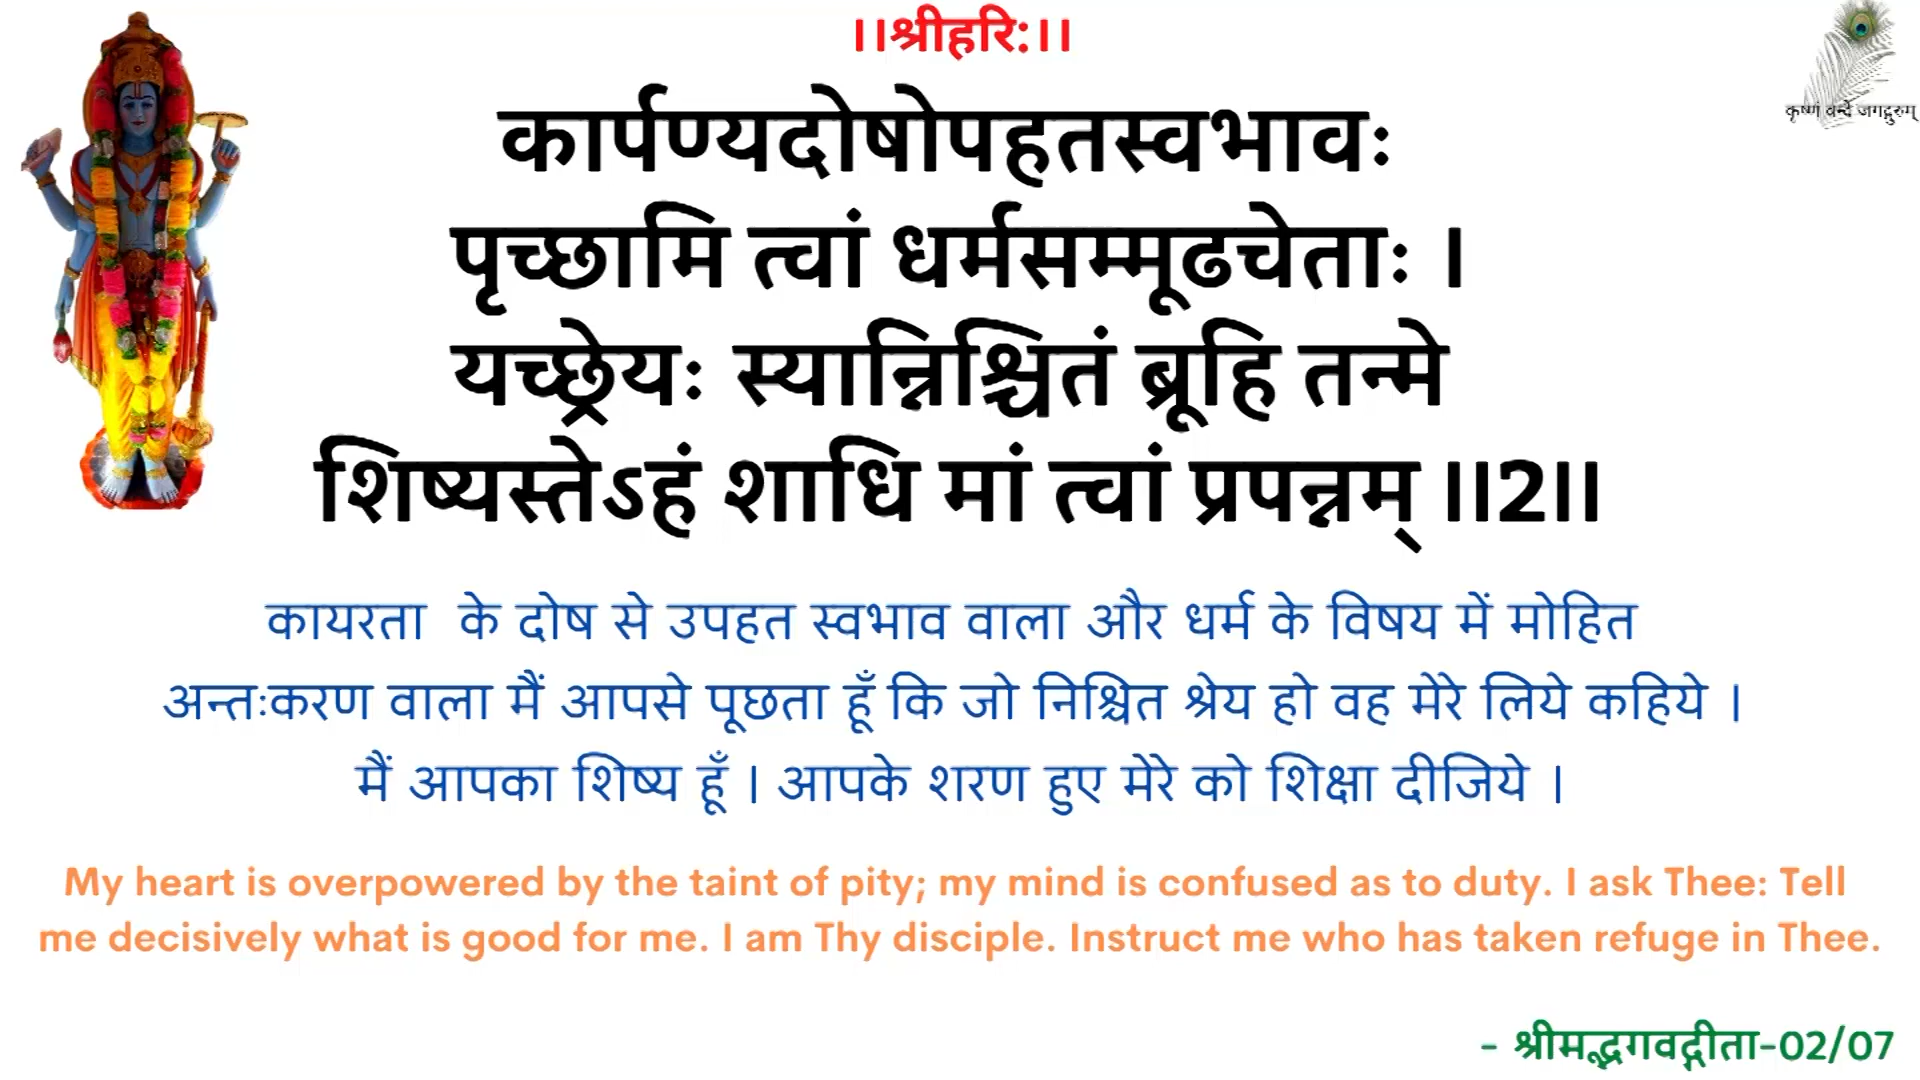 ।।श्रीहरि:।।
कृष्णं वन्दे जगद्गुरुम्
कार्पण्यदोषोपहतस्वभावः
पृच्छामि त्वां धर्मसम्मूढचेताः ।
यच्छ्रेयः स्यान्निश्चितं ब्रूहि तन्मे
शिष्यस्तेऽहं शाधि मां त्वां प्रपन्नम् ।।2।।
कायरता के दोष से उपहत स्वभाव वाला और धर्म के विषय में मोहित
अन्तःकरण वाला मैं आपसे पूछता हूँ कि जो निश्चित श्रेय हो वह मेरे लिये कहिये ।
मैं आपका शिष्य हूँ । आपके शरण हुए मेरे को शिक्षा दीजिये ।
My heart is overpowered by the taint of pity; my mind is confused as to duty. I ask Thee: Tell
me decisively what is good for me. I am Thy disciple. Instruct me who has taken refuge in Thee.
- श्रीमद्भगवद्गीता-02/07